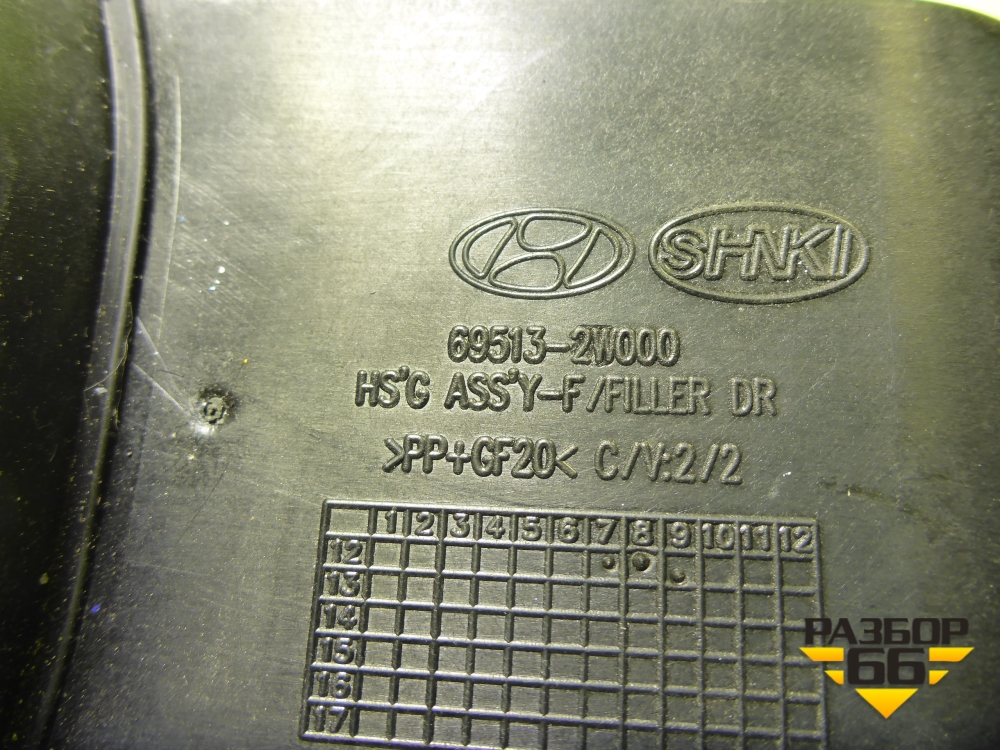 SHNKI
69513-2W000
HS'G ASS'Y-F/FILLER DR
>PP+GF20< C/V:2/2
1 2 3 4 5 6 7 8 9 10 11 12
12
13
14
15
16
17
РАЗБОР
66